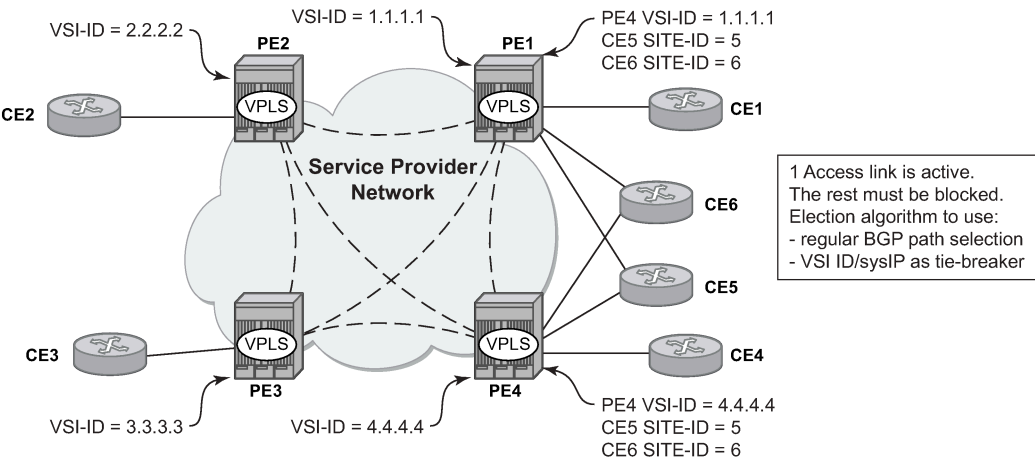 VSI-ID = 2.2.2.2
VSI-ID = 1.1.1.1
PE4 VSI-ID = 1.1.1.1
CE5 SITE-ID = 5
CE6 SITE-ID = 6
PE2
PE1
CE2
VPLS
VPLS
CE1
Service Provider
Network
CE6
1 Access link is active.
The rest must be blocked.
Election algorithm to use:
- regular BGP path selection
- VSI ID/sysIP as tie-breaker
CE5
CE3
VPLS
VPLS
CE4
PE3
PE4
VSI-ID = 3.3.3.3
VSI-ID = 4.4.4.4
PE4 VSI-ID = 4.4.4.4
CE5 SITE-ID = 5
CE6 SITE-ID = 6